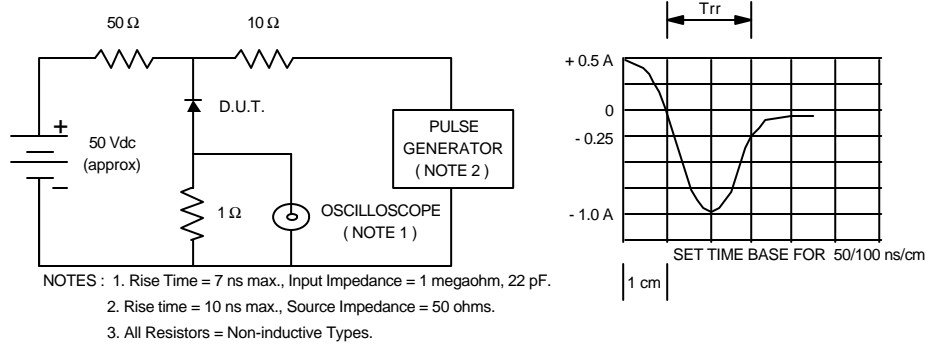 50 Ω
10 Ω
D.U.T.
+
50 Vdc
(approx)
−
1 Ω
OSCILLOSCOPE
( NOTE 1 )
PULSE
GENERATOR
( NOTE 2 )
Trr
+ 0.5 A
0
- 0.25
- 1.0 A
SET TIME BASE FOR 50/100 ns/cm
1 cm
NOTES : 1. Rise Time = 7 ns max., Input Impedance = 1 megaohm, 22 pF.
2. Rise time = 10 ns max., Source Impedance = 50 ohms.
3. All Resistors = Non-inductive Types.